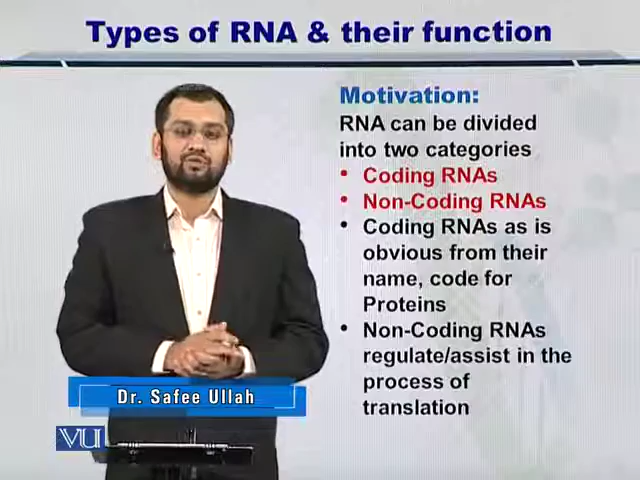 Types of RNA & their function
Motivation:
RNA can be divided
into two categories
• Coding RNAs
• Non-Coding RNAs
• Coding RNAs as is
obvious from their
name, code for
Proteins
• Non-Coding RNAs
regulate/assist in the
process of
translation
Dr. Safee Ullah
VU